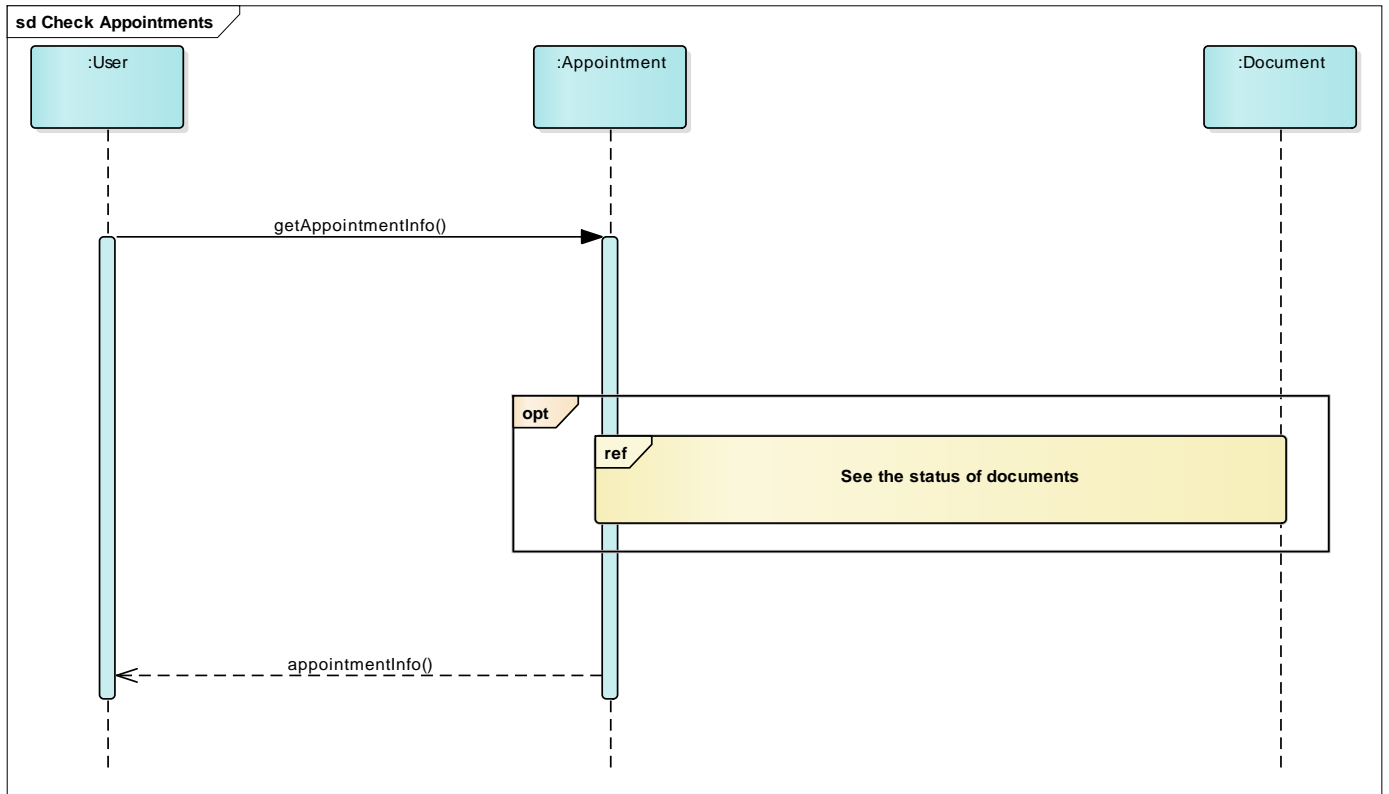 sd Check Appointments
:User
:Appointment
:Document
getAppointmentInfo()
opt
ref
See the status of documents
appointmentInfo()